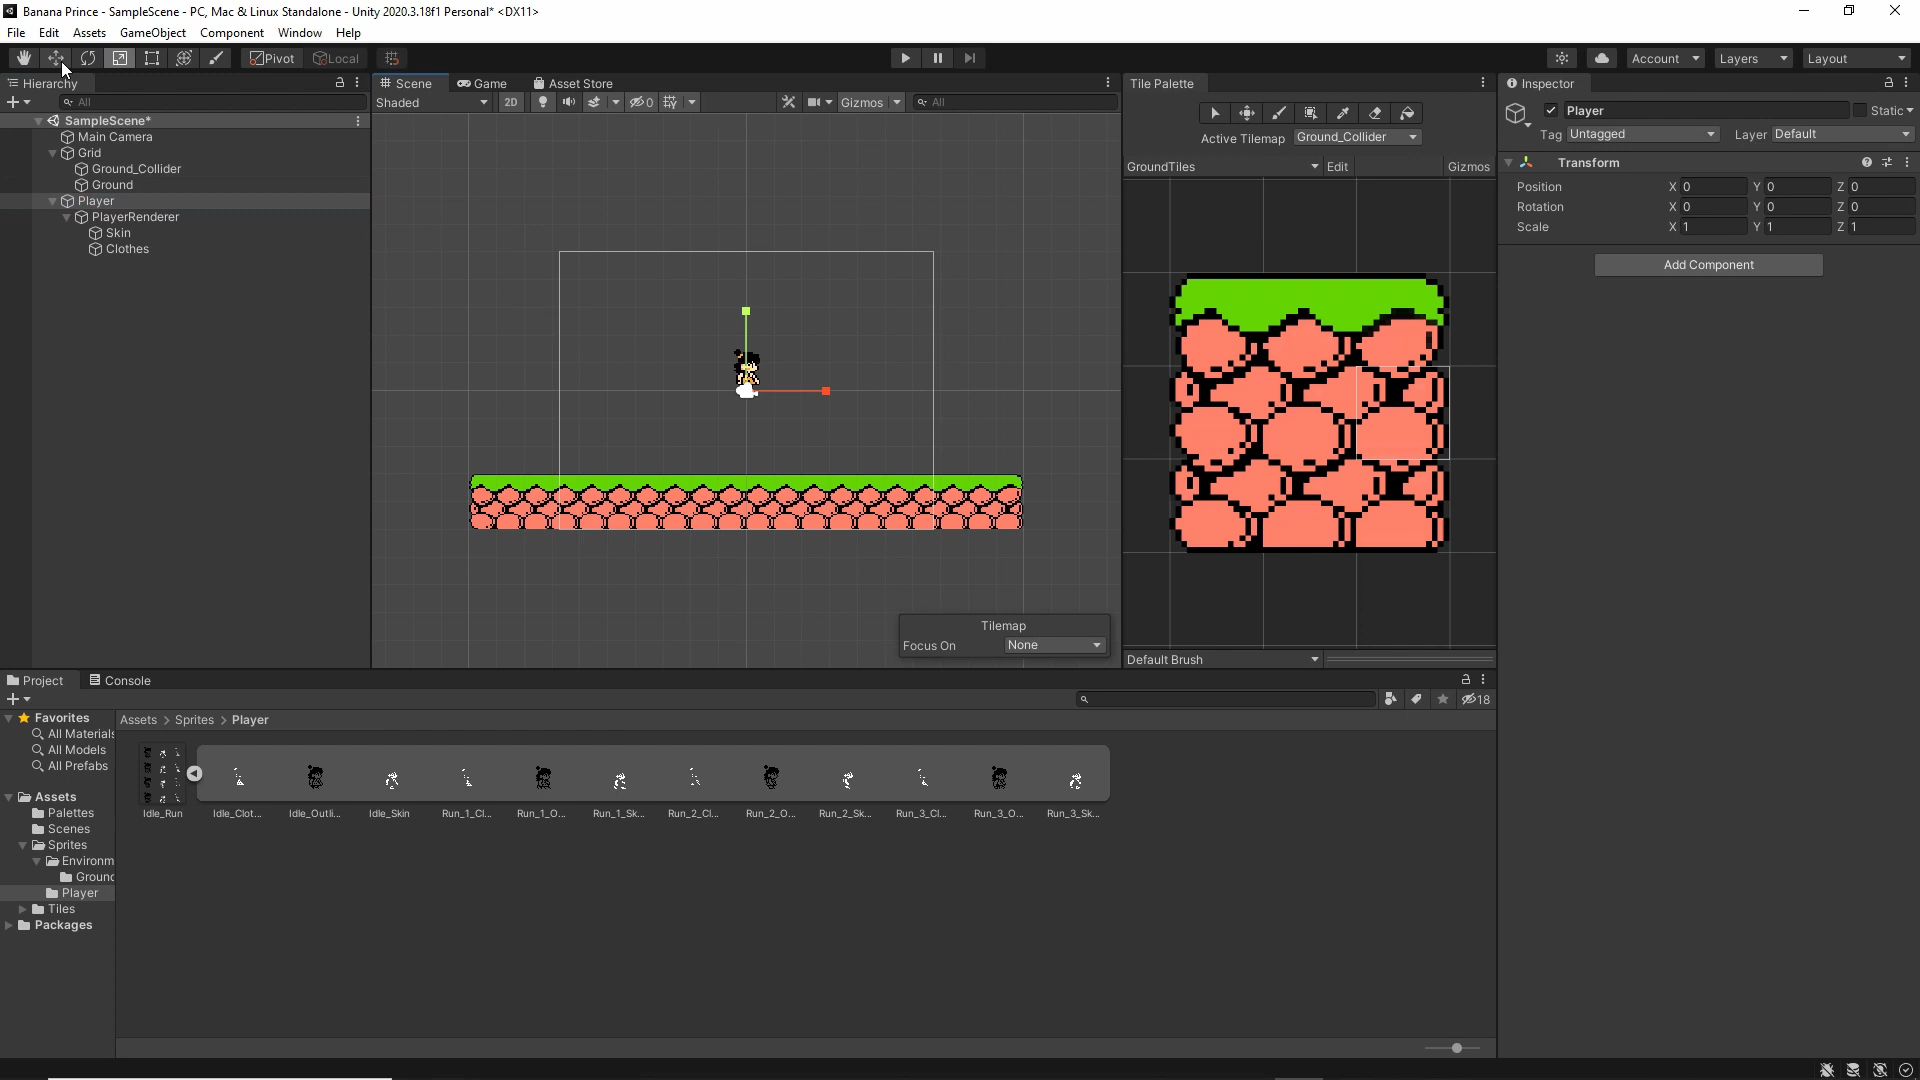 Banana Prince - SampleScene - PC, Mac & Linux Standalone - Unity 2020.3.18f1 Personal* <DX11>
File Edit Assets GameObject Component Window Help
Pivot Local Account Layers Layout
Hierarchy
All
SampleScene*
Main Camera
Grid
Ground_Collider
Ground
Player
PlayerRenderer
Skin
Clothes
Scene Game Asset Store
Shaded 2D 0 Gizmos All
Tilemap
Focus On None
Tile Palette
Active Tilemap Ground_Collider
GroundTiles Edit Gizmos
Default Brush
Inspector
Player Static
Tag Untagged Layer Default
Transform
Position X 0 Y 0 Z 0
Rotation X 0 Y 0 Z 0
Scale X 1 Y 1 Z 1
Add Component
Project Console
18
Favorites
All Materials
All Models
All Prefabs
Assets
Palettes
Scenes
Sprites
Environm
Ground
Player
Tiles
Packages
Assets > Sprites > Player
Idle_Run Idle_Clot... Idle_Outli... Idle_Skin Run_1_Cl... Run_1_O... Run_1_Sk... Run_2_Cl... Run_2_O... Run_2_Sk... Run_3_Cl... Run_3_O... Run_3_Sk...